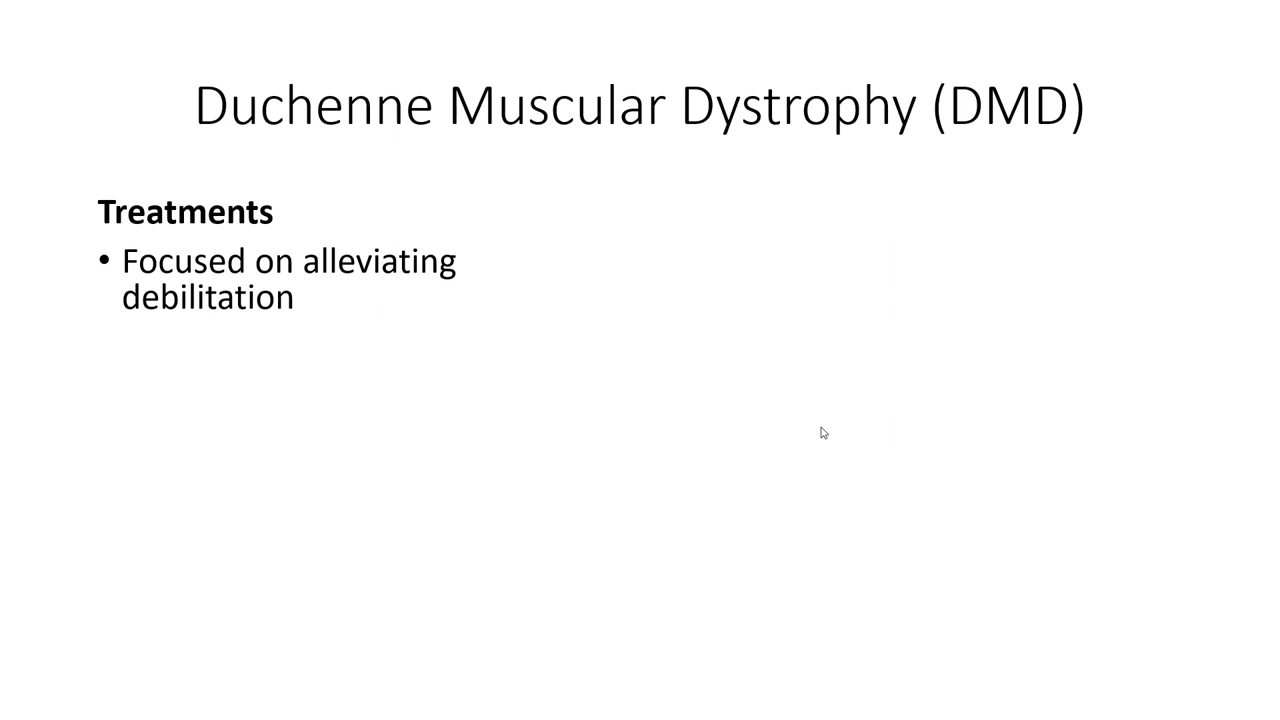 Duchenne Muscular Dystrophy (DMD)
Treatments
• Focused on alleviating
debilitation